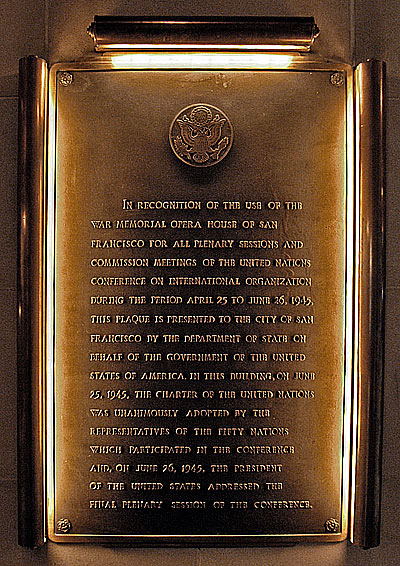 IN RECOGNITION OF THE USE OF THE
WAR MEMORIAL OPERA HOUSE OF SAN
FRANCISCO FOR ALL PLENARY SESSIONS AND
COMMISSION MEETINGS OF THE UNITED NATIONS
CONFERENCE ON INTERNATIONAL ORGANIZATION
DURING THE PERIOD APRIL 25 TO JUNE 26, 1945,
THIS PLAQUE IS PRESENTED TO THE CITY OF SAN
FRANCISCO BY THE DEPARTMENT OF STATE ON
BEHALF OF THE GOVERNMENT OF THE UNITED
STATES OF AMERICA. IN THIS BUILDING, ON JUNE
25, 1945, THE CHARTER OF THE UNITED NATIONS
WAS UNANIMOUSLY ADOPTED BY THE
REPRESENTATIVES OF THE FIFTY NATIONS
WHICH PARTICIPATED IN THE CONFERENCE
AND, ON JUNE 26, 1945, THE PRESIDENT
OF THE UNITED STATES ADDRESSED THE
FINAL PLENARY SESSION OF THE CONFERENCE.